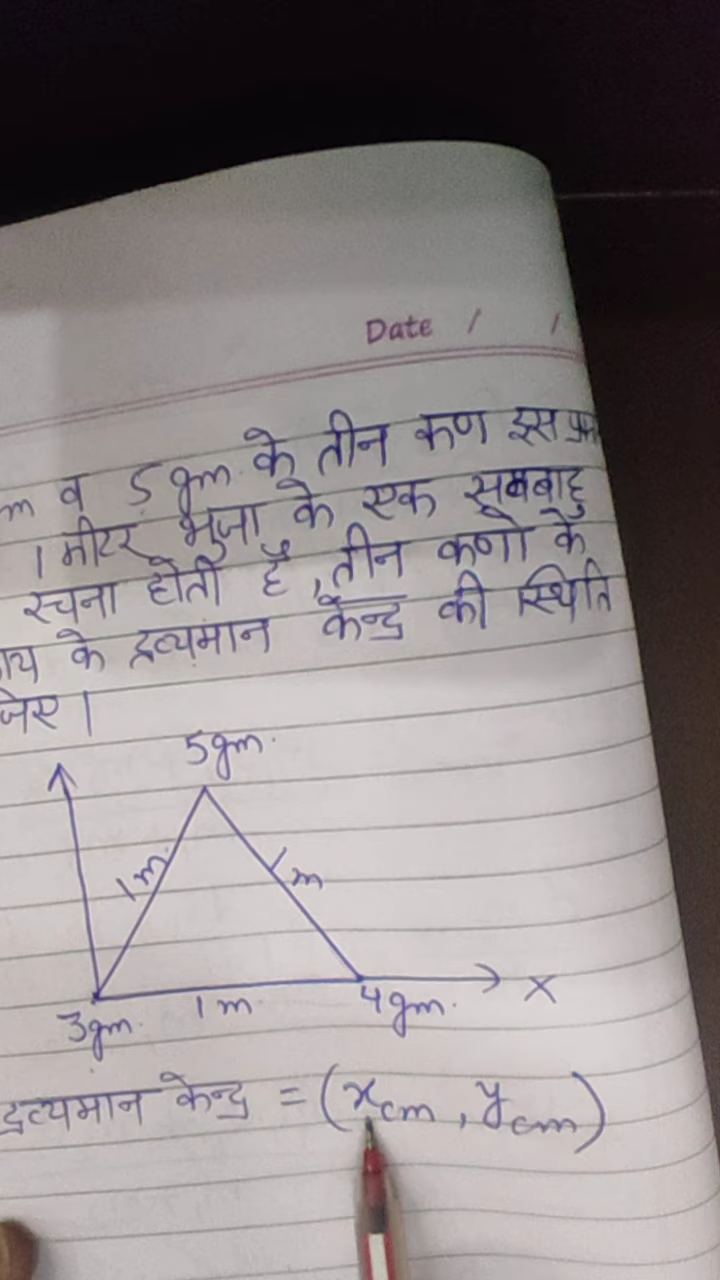 Date / /
m व 5 gm. के तीन कण इस
1 मीटर भुजा के एक समबाहु
रचना होती है, तीन कणों के
के द्रव्यमान केन्द्र की स्थिति
जिए।
5gm.
1m.
1m
3gm.
1m.
4gm.
X
द्रव्यमान केन्द्र = (xcm, ycm)